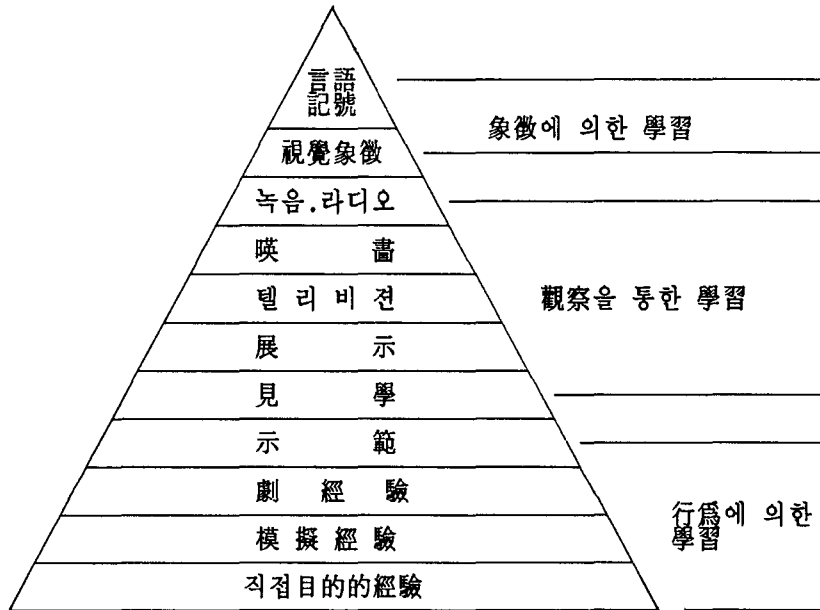 言語
記號
視覺象徵
녹음.라디오
暎 畵
텔 리 비 젼
展 示
見 學
示 範
劇 經 驗
模 擬 經 驗
직접目的的經驗
象徵에 의한 學習
觀察을 통한 學習
行爲에 의한
學習